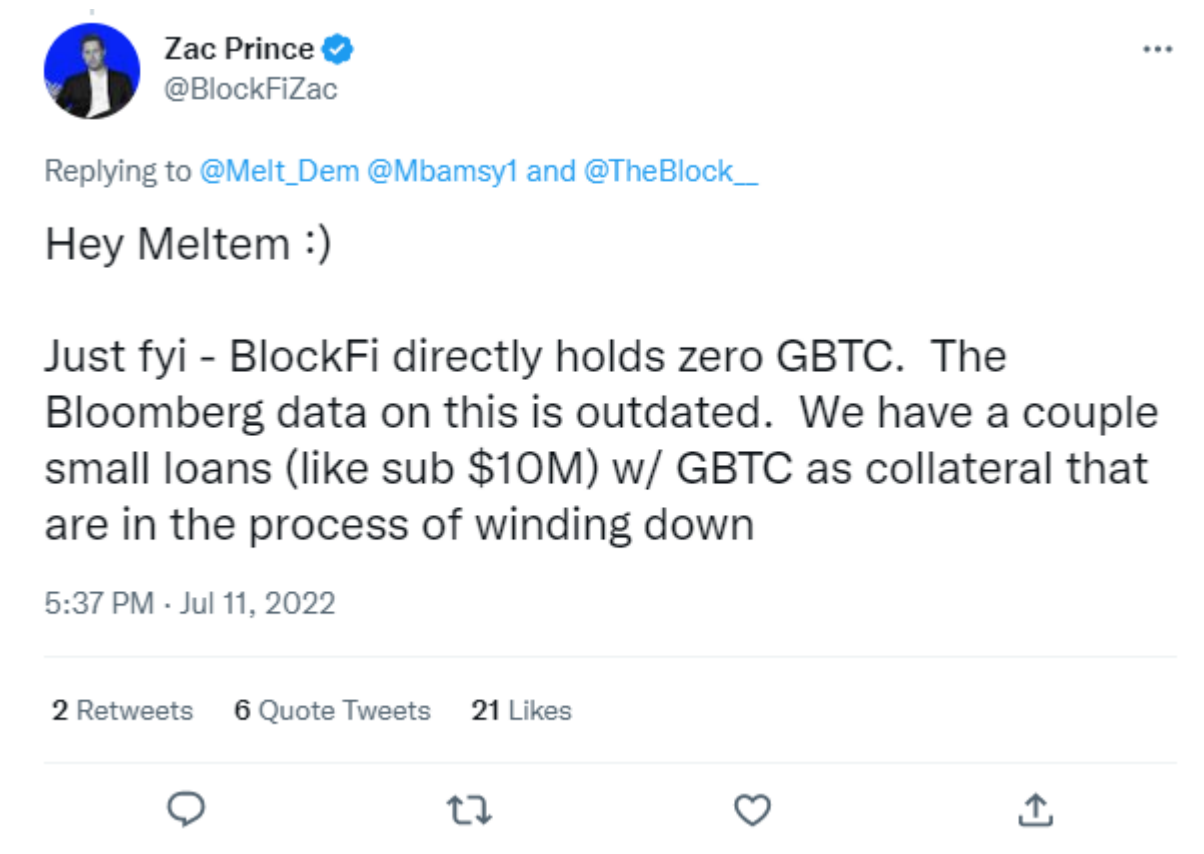 Zac Prince
@BlockFiZac
Replying to @Melt_Dem @Mbamsy1 and @TheBlock__
Hey Meltem :)
Just fyi - BlockFi directly holds zero GBTC.  The
Bloomberg data on this is outdated.  We have a couple
small loans (like sub $10M) w/ GBTC as collateral that
are in the process of winding down
5:37 PM · Jul 11, 2022
2 Retweets 6 Quote Tweets 21 Likes